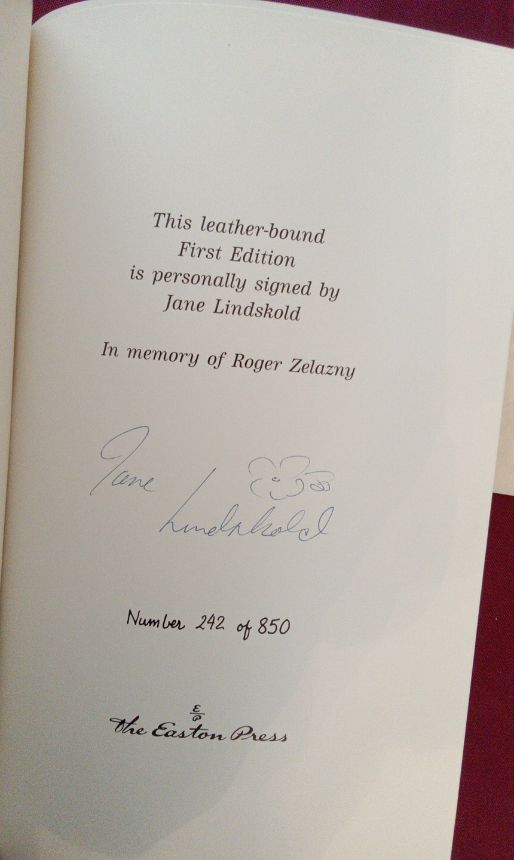 This leather-bound
First Edition
is personally signed by
Jane Lindskold
In memory of Roger Zelazny
Jane
Lindskold
Number 242 of 850
E
P
The Easton Press